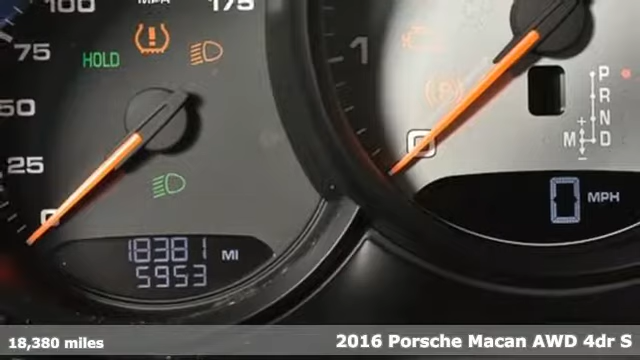 100
MPH
175
75
HOLD
50
25
0
18381 MI
5953
1
0
P
R
N
M D
+
-
0 MPH
18,380 miles
2016 Porsche Macan AWD 4dr S